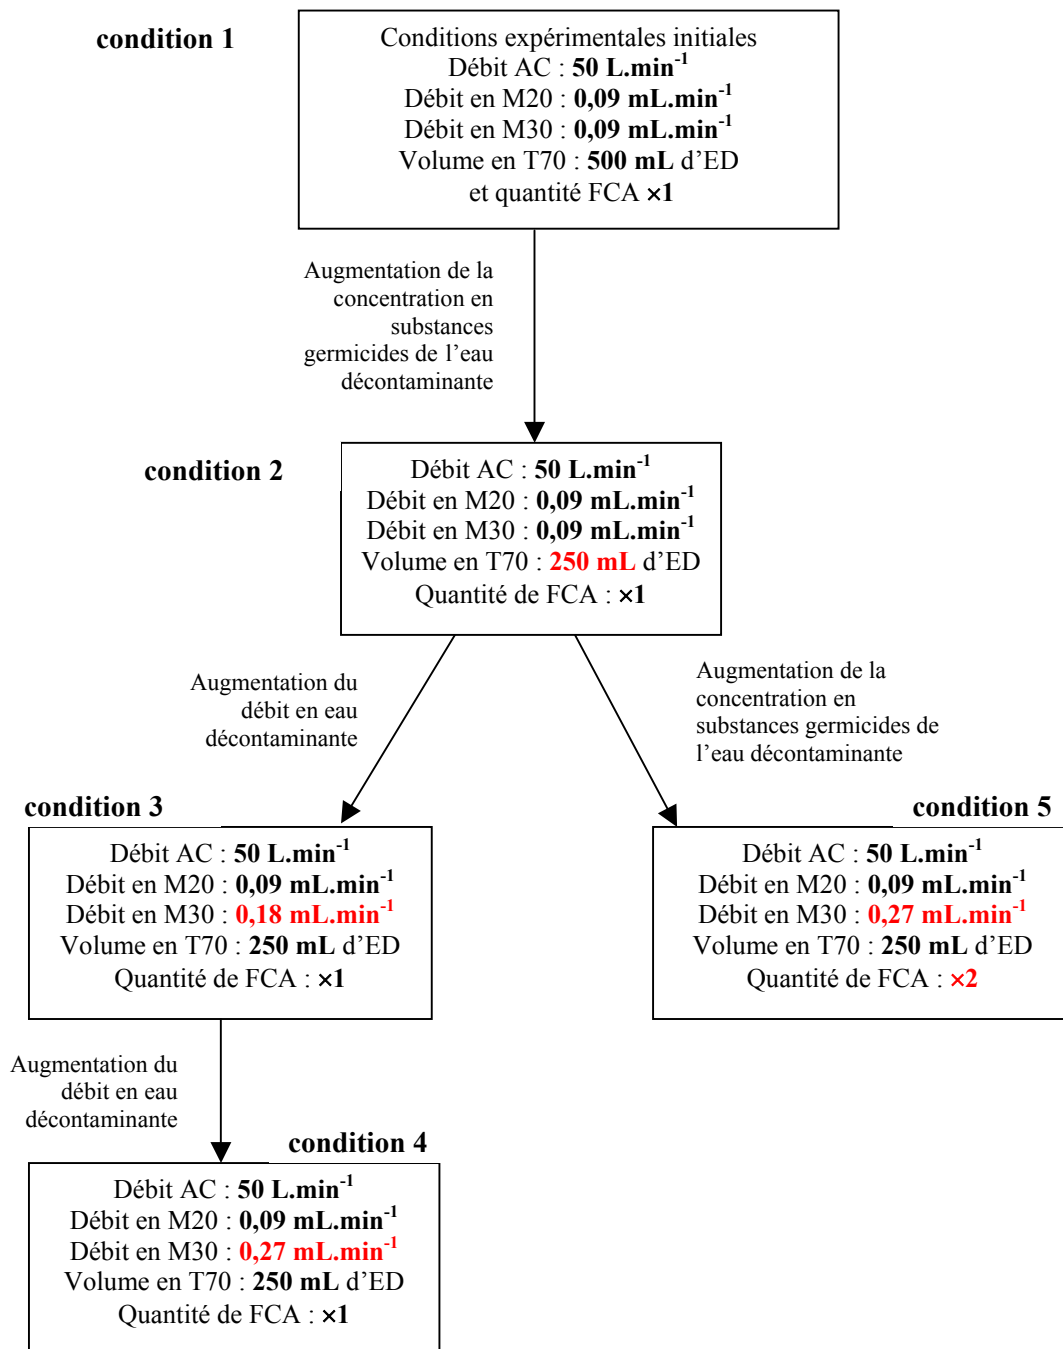 condition 1
Conditions expérimentales initiales
Débit AC : 50 L.min-1
Débit en M20 : 0,09 mL.min-1
Débit en M30 : 0,09 mL.min-1
Volume en T70 : 500 mL d’ED
et quantité FCA ×1
Augmentation de la
concentration en
substances
germicides de l’eau
décontaminante
condition 2
Débit AC : 50 L.min-1
Débit en M20 : 0,09 mL.min-1
Débit en M30 : 0,09 mL.min-1
Volume en T70 : 250 mL d’ED
Quantité de FCA : ×1
Augmentation du
débit en eau
décontaminante
Augmentation de la
concentration en
substances germicides de
l’eau décontaminante
condition 3
Débit AC : 50 L.min-1
Débit en M20 : 0,09 mL.min-1
Débit en M30 : 0,18 mL.min-1
Volume en T70 : 250 mL d’ED
Quantité de FCA : ×1
condition 5
Débit AC : 50 L.min-1
Débit en M20 : 0,09 mL.min-1
Débit en M30 : 0,27 mL.min-1
Volume en T70 : 250 mL d’ED
Quantité de FCA : ×2
Augmentation du
débit en eau
décontaminante
condition 4
Débit AC : 50 L.min-1
Débit en M20 : 0,09 mL.min-1
Débit en M30 : 0,27 mL.min-1
Volume en T70 : 250 mL d’ED
Quantité de FCA : ×1